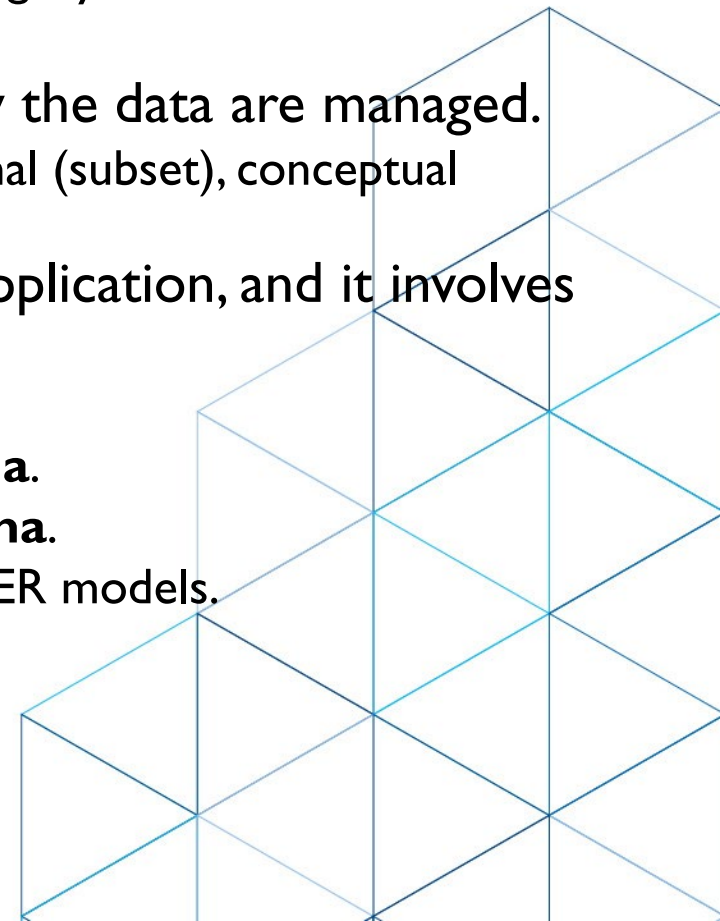 the data are managed.
nal (subset), conceptual
pplication, and it involves
a.
na.
ER models.